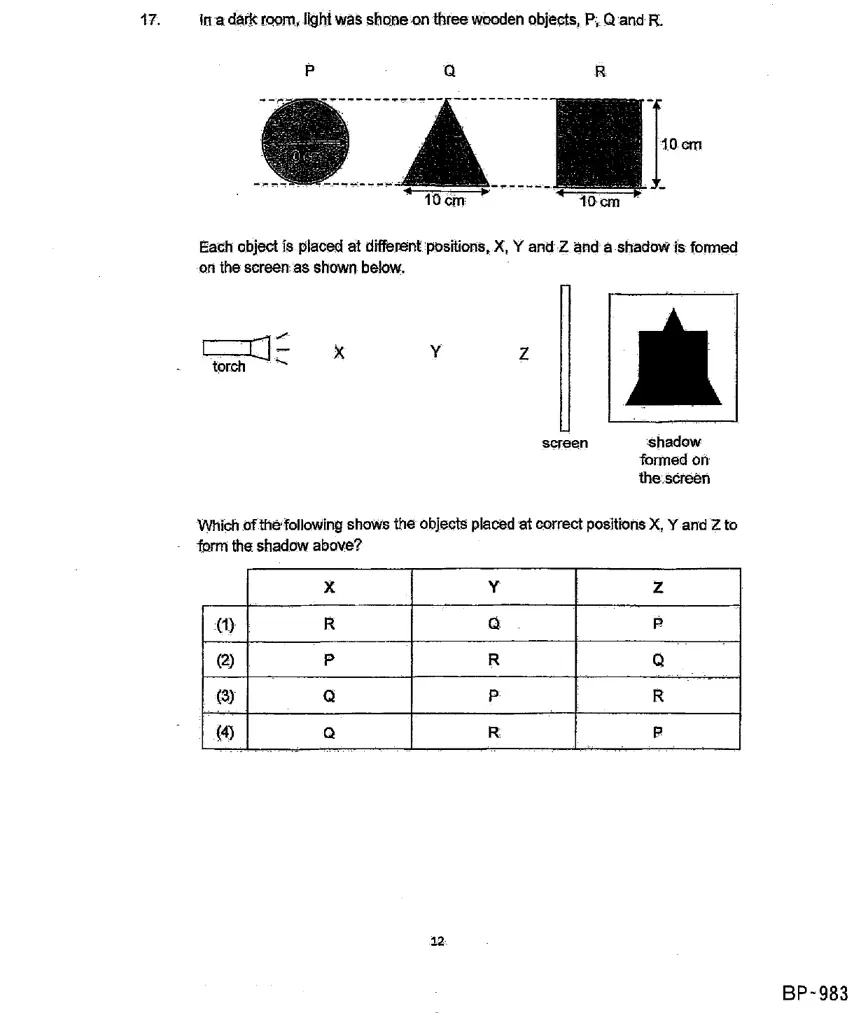 17. In a dark room, light was shone on three wooden objects, P, Q and R.
P Q R
10 cm
10 cm 10 cm
Each object is placed at different positions, X, Y and Z and a shadow is formed
on the screen as shown below.
X Y Z
torch
screen shadow
formed on
the screen
Which of the following shows the objects placed at correct positions X, Y and Z to
form the shadow above?
X Y Z
(1) R Q P
(2) P R Q
(3) Q P R
(4) Q R P
12
BP-983